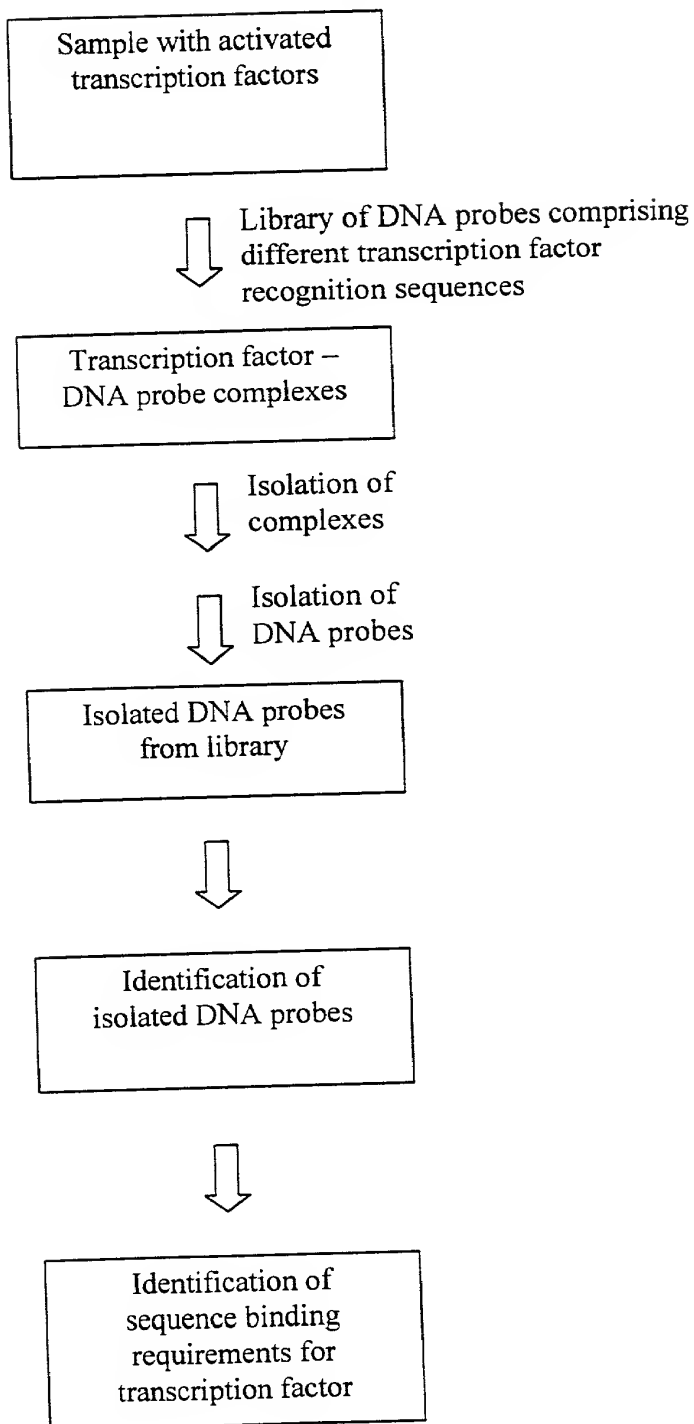 Sample with activated
transcription factors
Library of DNA probes comprising
different transcription factor
recognition sequences
Transcription factor –
DNA probe complexes
Isolation of
complexes
Isolation of
DNA probes
Isolated DNA probes
from library
Identification of
isolated DNA probes
Identification of
sequence binding
requirements for
transcription factor